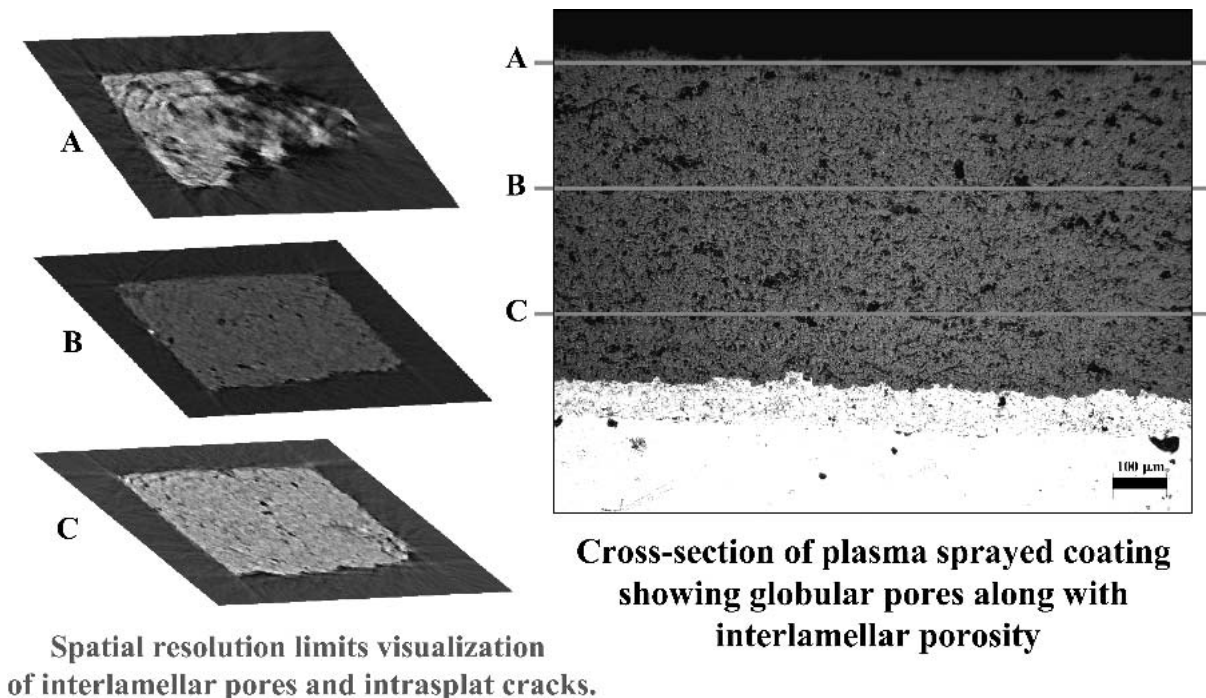 A
B
C
Spatial resolution limits visualization
of interlamellar pores and intrasplat cracks.
A
B
C
100 μm
Cross-section of plasma sprayed coating
showing globular pores along with
interlamellar porosity